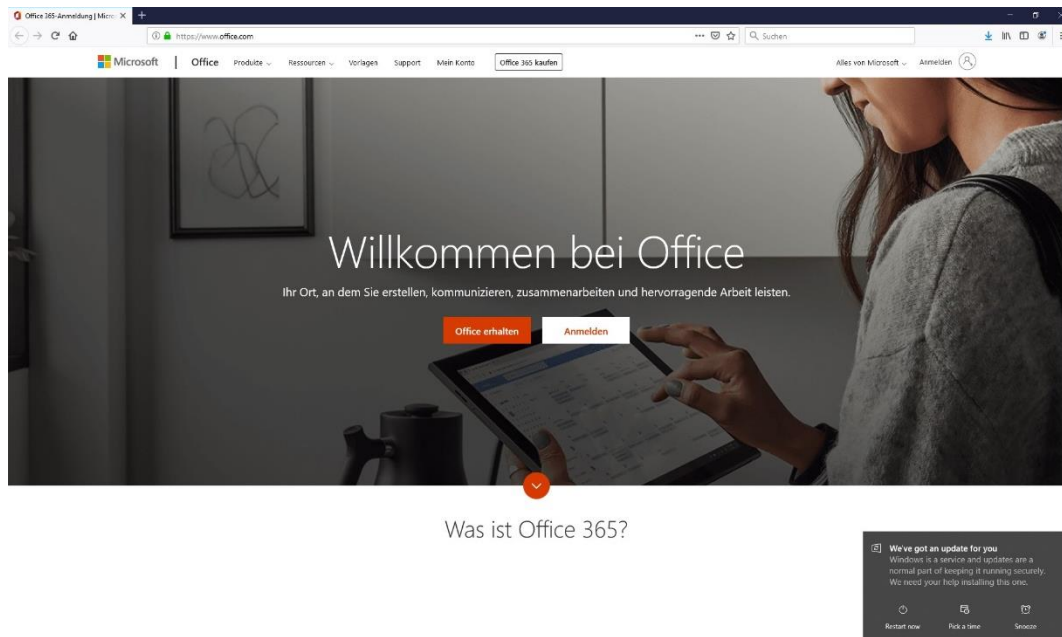 Office 365-Anmeldung | Micro
https://www.office.com
Suchen
Microsoft
Office
Produkte
Ressourcen
Vorlagen
Support
Mein Konto
Office 365 kaufen
Alles von Microsoft
Anmelden
Willkommen bei Office
Ihr Ort, an dem Sie erstellen, kommunizieren, zusammenarbeiten und hervorragende Arbeit leisten.
Office erhalten
Anmelden
Was ist Office 365?
We've got an update for you
Windows is a service and updates are a
normal part of keeping it running securely.
We need your help installing this one.
Restart now
Pick a time
Snooze